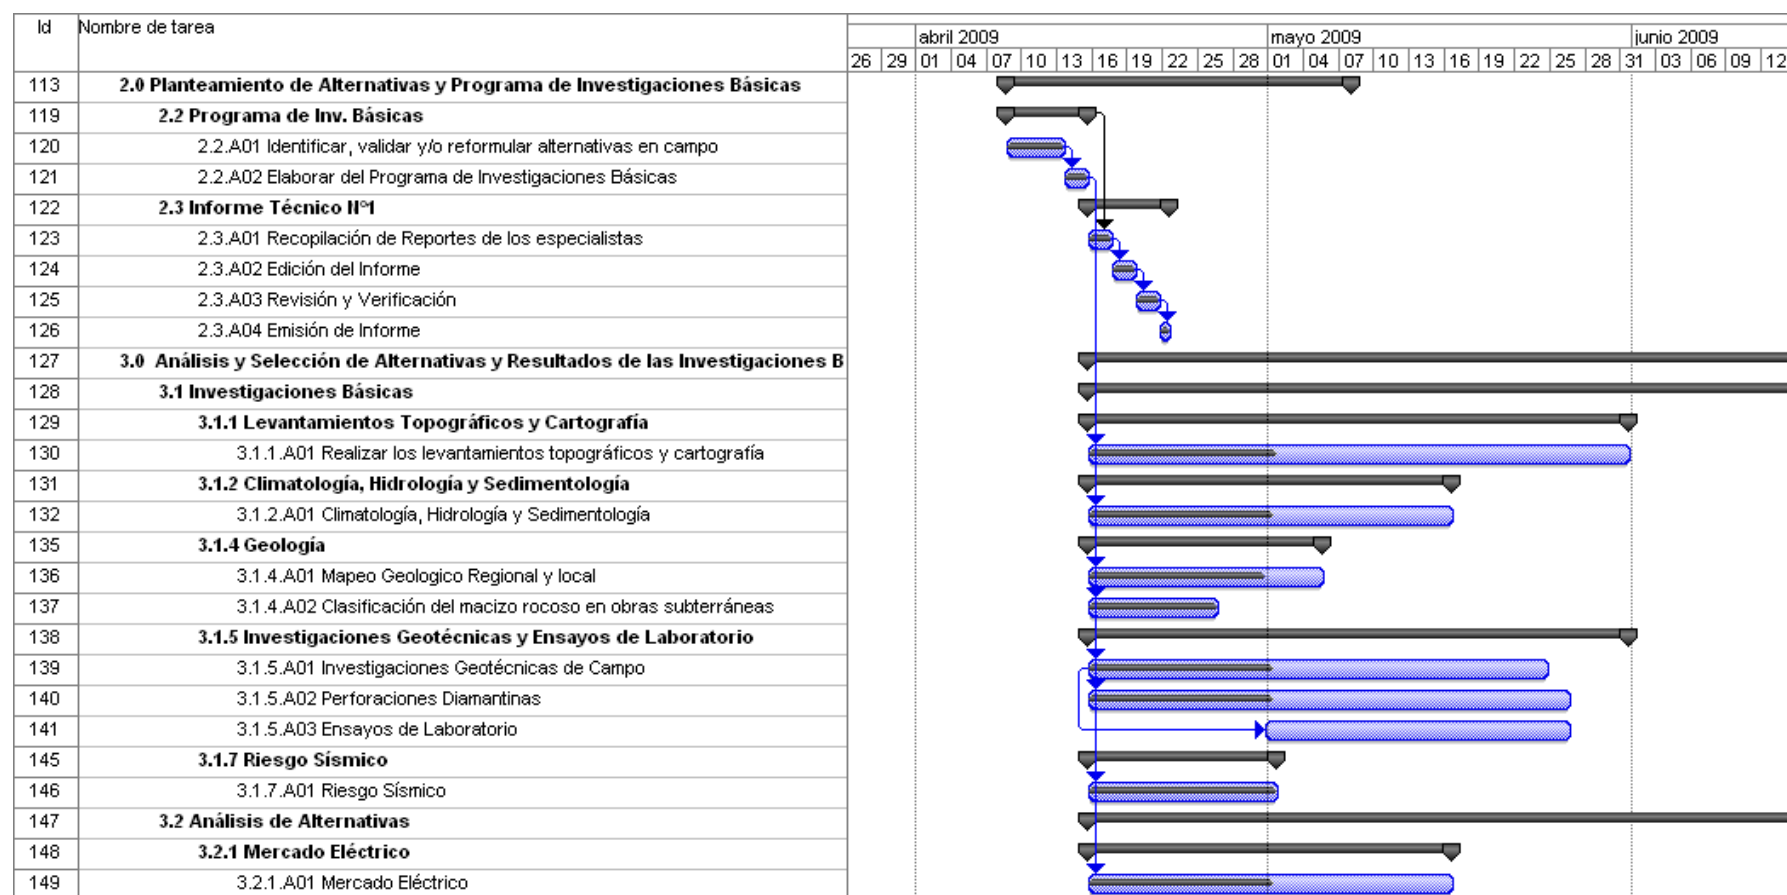 Id Nombre de tarea
abril 2009 mayo 2009 junio 2009
26 29 01 04 07 10 13 16 19 22 25 28 01 04 07 10 13 16 19 22 25 28 31 03 06 09 12
113 2.0 Planteamiento de Alternativas y Programa de Investigaciones Básicas
119 2.2 Programa de Inv. Básicas
120 2.2.A01 Identificar, validar y/o reformular alternativas en campo
121 2.2.A02 Elaborar del Programa de Investigaciones Básicas
122 2.3 Informe Técnico Nº1
123 2.3.A01 Recopilación de Reportes de los especialistas
124 2.3.A02 Edición del Informe
125 2.3.A03 Revisión y Verificación
126 2.3.A04 Emisión de Informe
127 3.0 Análisis y Selección de Alternativas y Resultados de las Investigaciones B
128 3.1 Investigaciones Básicas
129 3.1.1 Levantamientos Topográficos y Cartografía
130 3.1.1.A01 Realizar los levantamientos topográficos y cartografía
131 3.1.2 Climatología, Hidrología y Sedimentología
132 3.1.2.A01 Climatología, Hidrología y Sedimentología
135 3.1.4 Geología
136 3.1.4.A01 Mapeo Geologico Regional y local
137 3.1.4.A02 Clasificación del macizo rocoso en obras subterráneas
138 3.1.5 Investigaciones Geotécnicas y Ensayos de Laboratorio
139 3.1.5.A01 Investigaciones Geotécnicas de Campo
140 3.1.5.A02 Perforaciones Diamantinas
141 3.1.5.A03 Ensayos de Laboratorio
145 3.1.7 Riesgo Sísmico
146 3.1.7.A01 Riesgo Sísmico
147 3.2 Análisis de Alternativas
148 3.2.1 Mercado Eléctrico
149 3.2.1.A01 Mercado Eléctrico